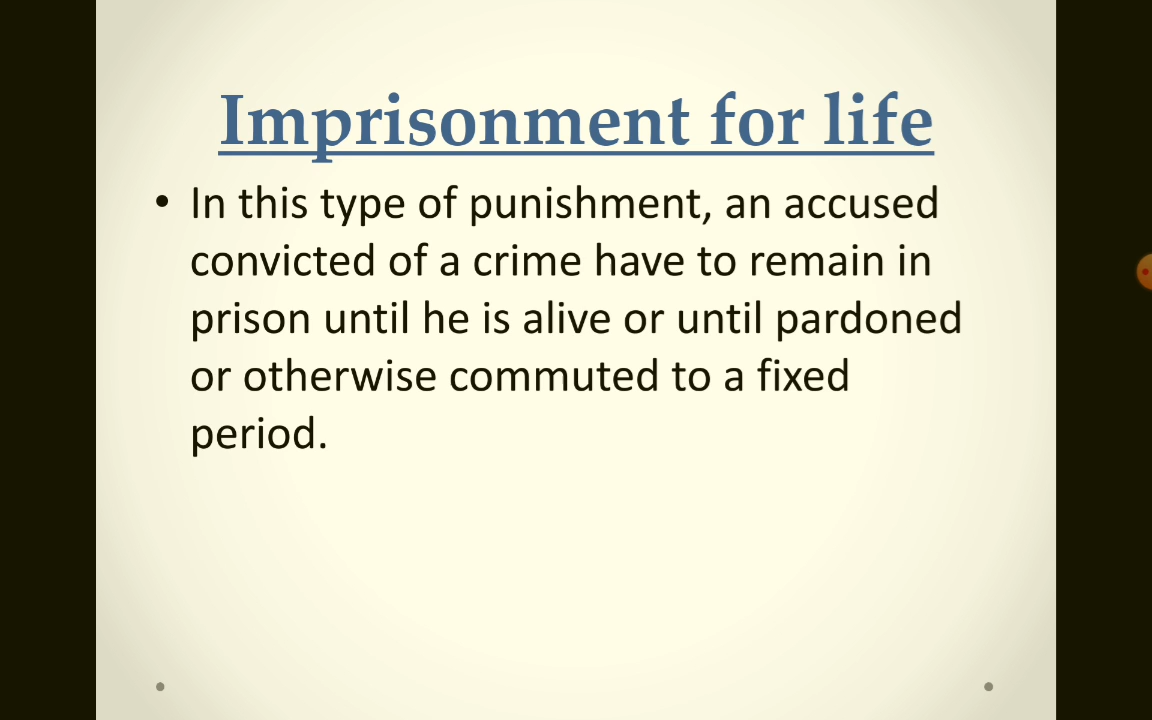 Imprisonment for life
• In this type of punishment, an accused
convicted of a crime have to remain in
prison until he is alive or until pardoned
or otherwise commuted to a fixed
period.